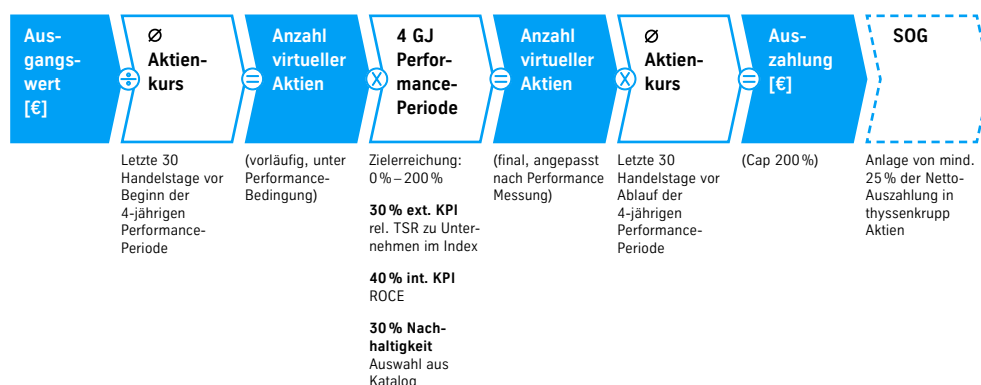 Aus-
gangs-
wert
[€]
÷
Ø
Aktien-
kurs
=
Anzahl
virtueller
Aktien
x
4 GJ
Perfor-
mance-
Periode
=
Anzahl
virtueller
Aktien
x
Ø
Aktien-
kurs
=
Aus-
zahlung
[€]
SOG
Letzte 30
Handelstage vor
Beginn der
4-jährigen
Performance-
Periode
(vorläufig, unter
Performance-
Bedingung)
Zielerreichung:
0 % – 200 %
30 % ext. KPI
rel. TSR zu Unter-
nehmen im Index
40 % int. KPI
ROCE
30 % Nach-
haltigkeit
Auswahl aus
Katalog
(final, angepasst
nach Performance
Messung)
Letzte 30
Handelstage vor
Ablauf der
4-jährigen
Performance-
Periode
(Cap 200 %)
Anlage von mind.
25 % der Netto-
Auszahlung in
thyssenkrupp
Aktien